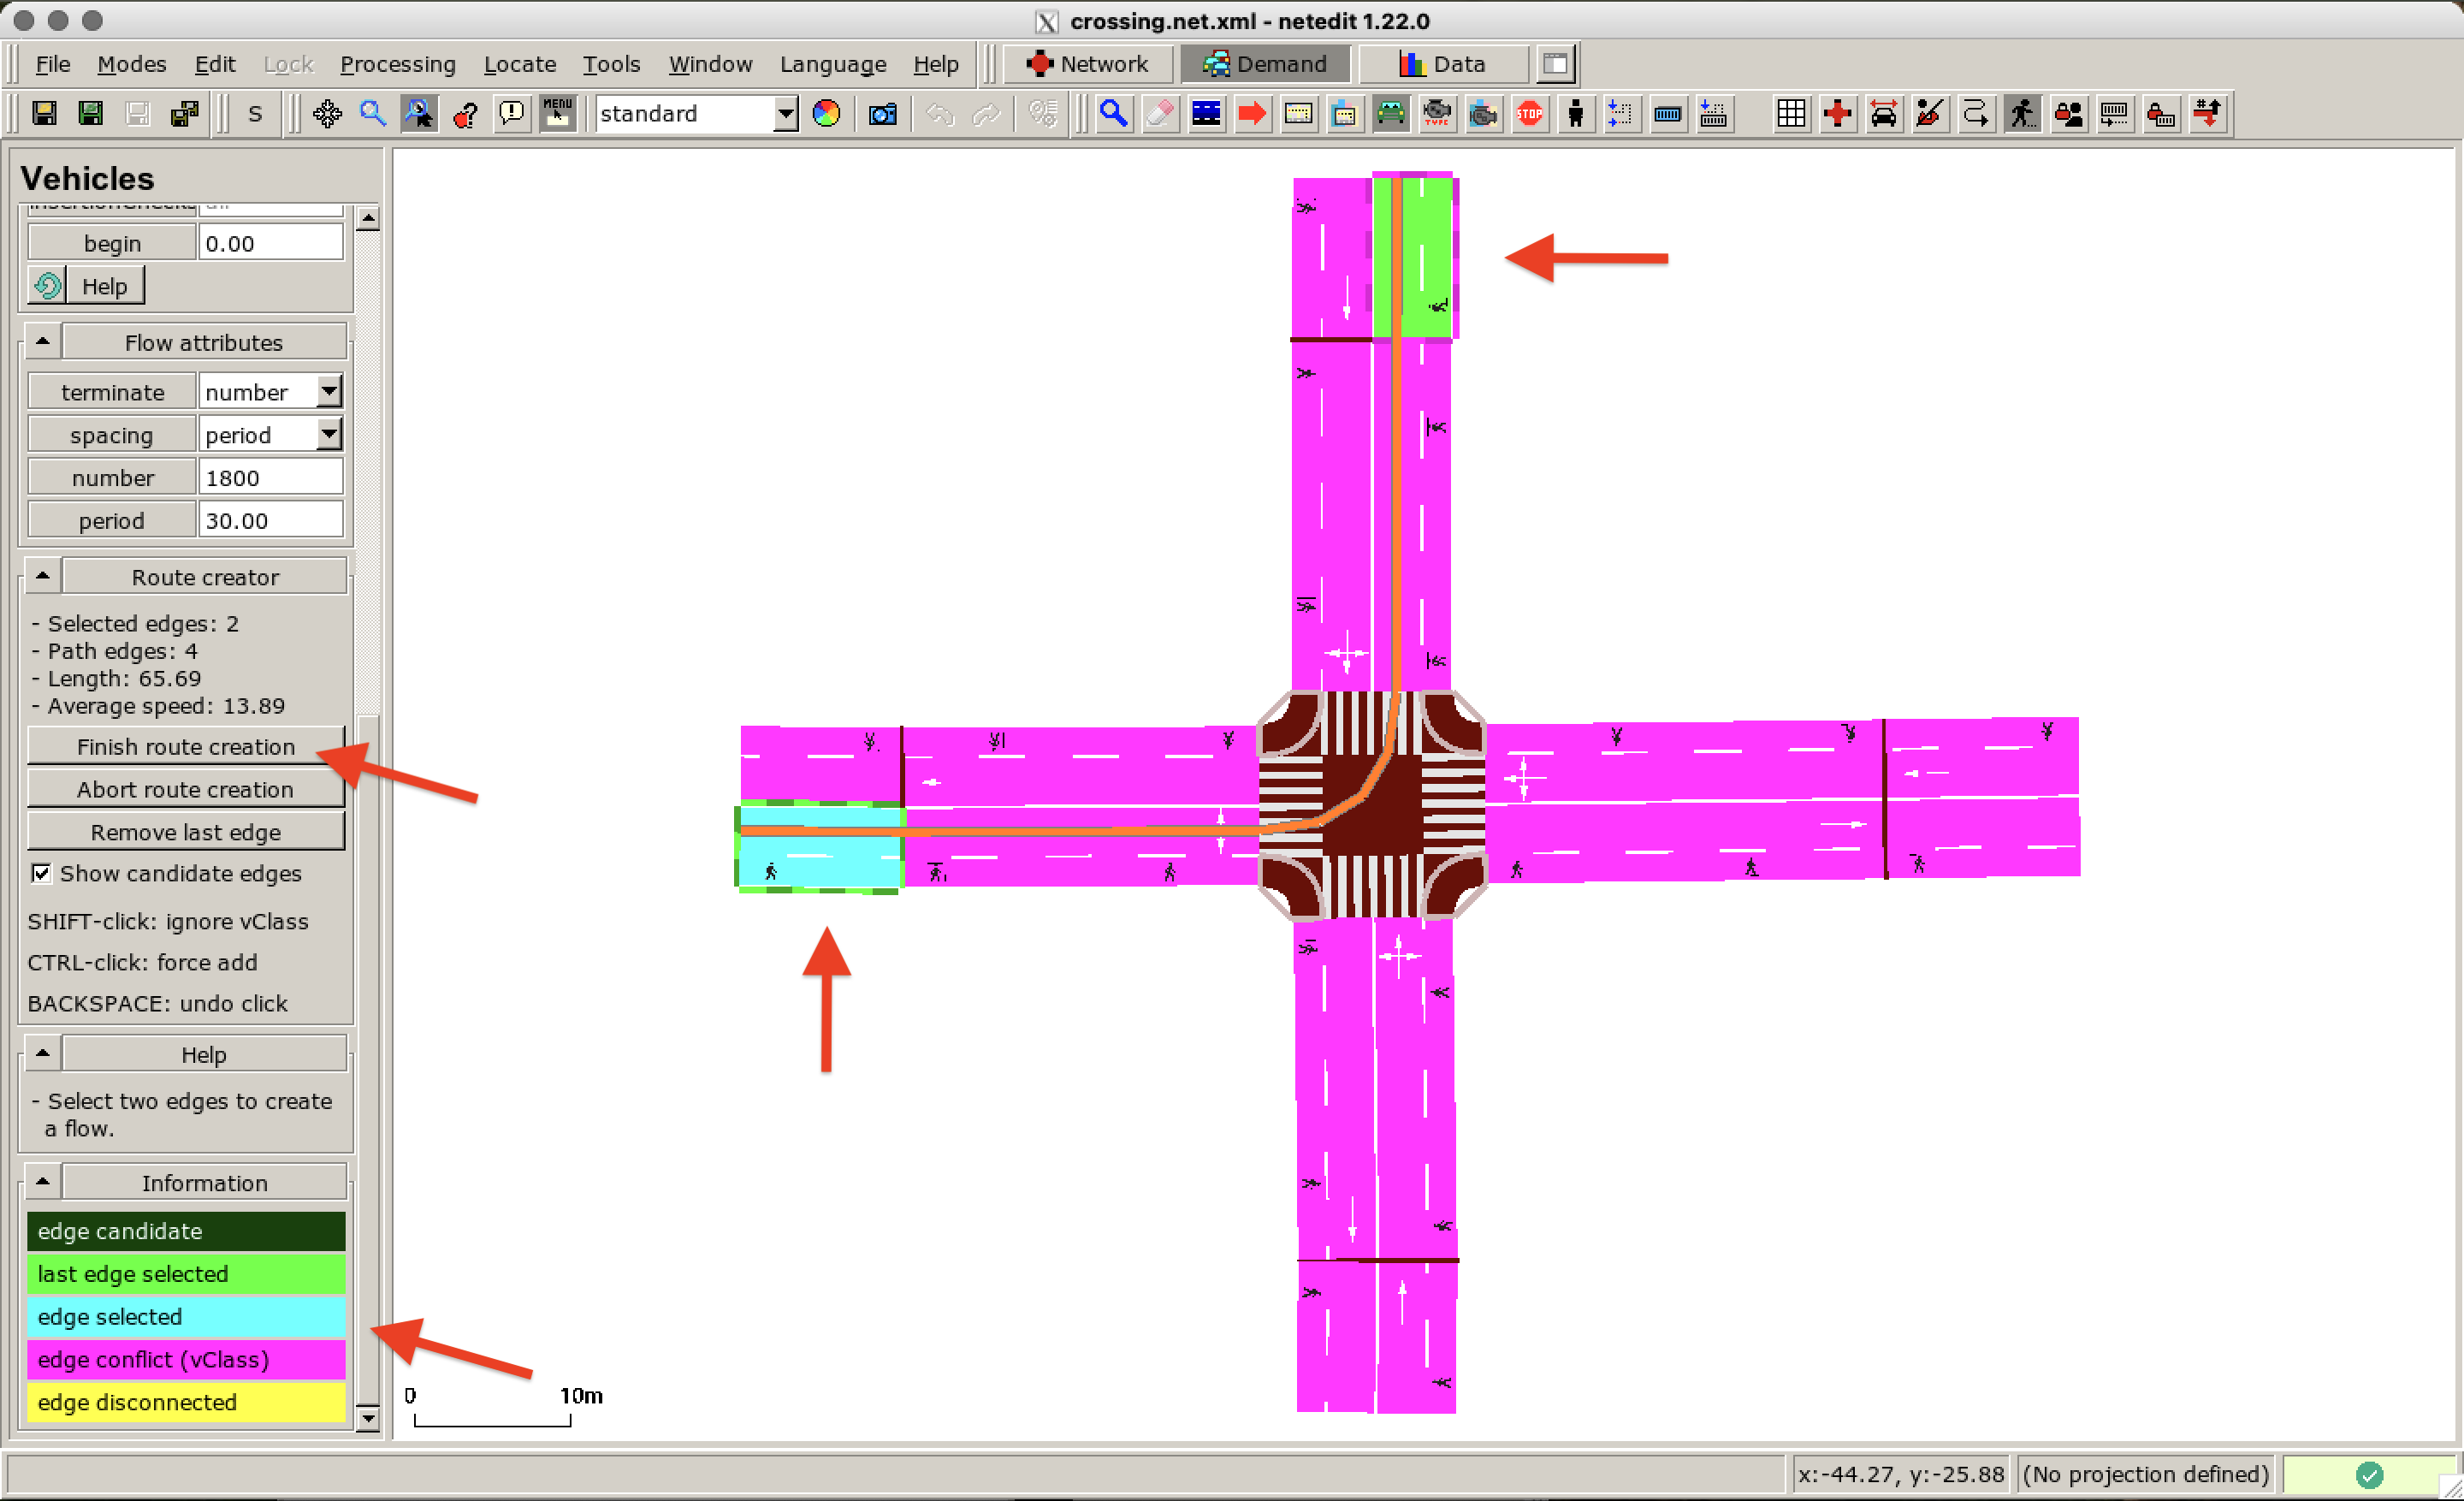 crossing.net.xml - netedit 1.22.0
File Modes Edit Lock Processing Locate Tools Window Language Help Network Demand Data
S MENU standard TYPE STOP
Vehicles
begin 0.00
Help
Flow attributes
terminate number
spacing period
number 1800
period 30.00
Route creator
- Selected edges: 2
- Path edges: 4
- Length: 65.69
- Average speed: 13.89
Finish route creation
Abort route creation
Remove last edge
Show candidate edges
SHIFT-click: ignore vClass
CTRL-click: force add
BACKSPACE: undo click
Help
- Select two edges to create
a flow.
Information
edge candidate
last edge selected
edge selected
edge conflict (vClass)
edge disconnected
0 10m
x:-44.27, y:-25.88 (No projection defined)